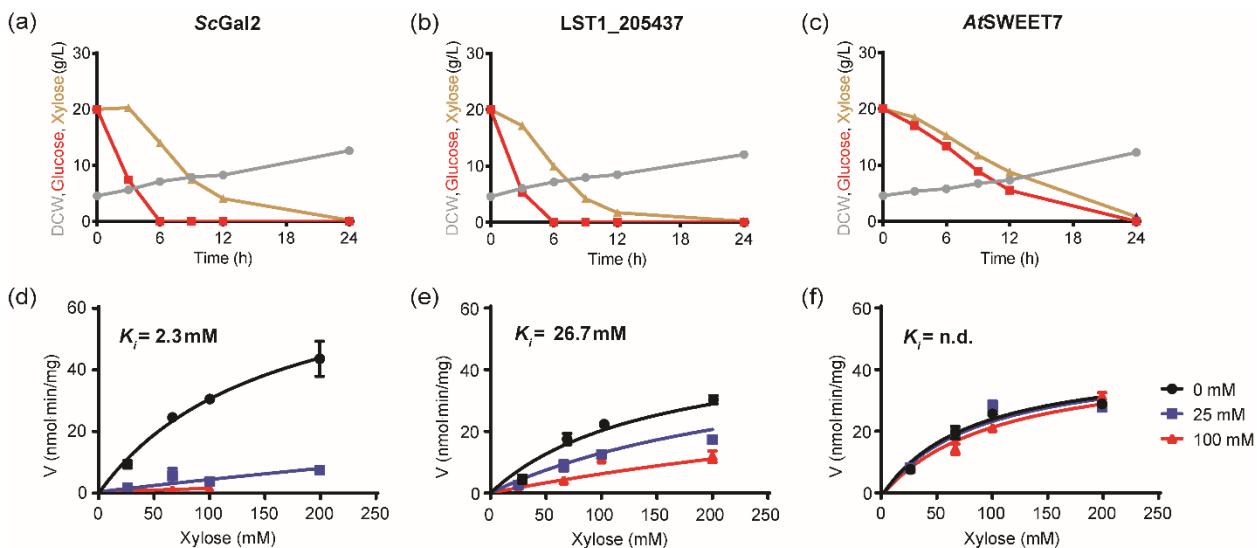 (a) ScGal2
DCW, Glucose, Xylose (g/L)
30
20
10
0
0 6 12 18 24
Time (h)
(b) LST1_205437
DCW, Glucose, Xylose (g/L)
30
20
10
0
0 6 12 18 24
Time (h)
(c) AtSWEET7
DCW, Glucose, Xylose (g/L)
30
20
10
0
0 6 12 18 24
Time (h)
(d)
V (nmol min/mg)
60
40
20
0
Ki = 2.3 mM
0 50 100 150 200 250
Xylose (mM)
(e)
V (nmol min/mg)
60
40
20
0
Ki = 26.7 mM
0 50 100 150 200 250
Xylose (mM)
(f)
V (nmol min/mg)
60
40
20
0
Ki = n.d.
0 50 100 150 200 250
Xylose (mM)
0 mM
25 mM
100 mM